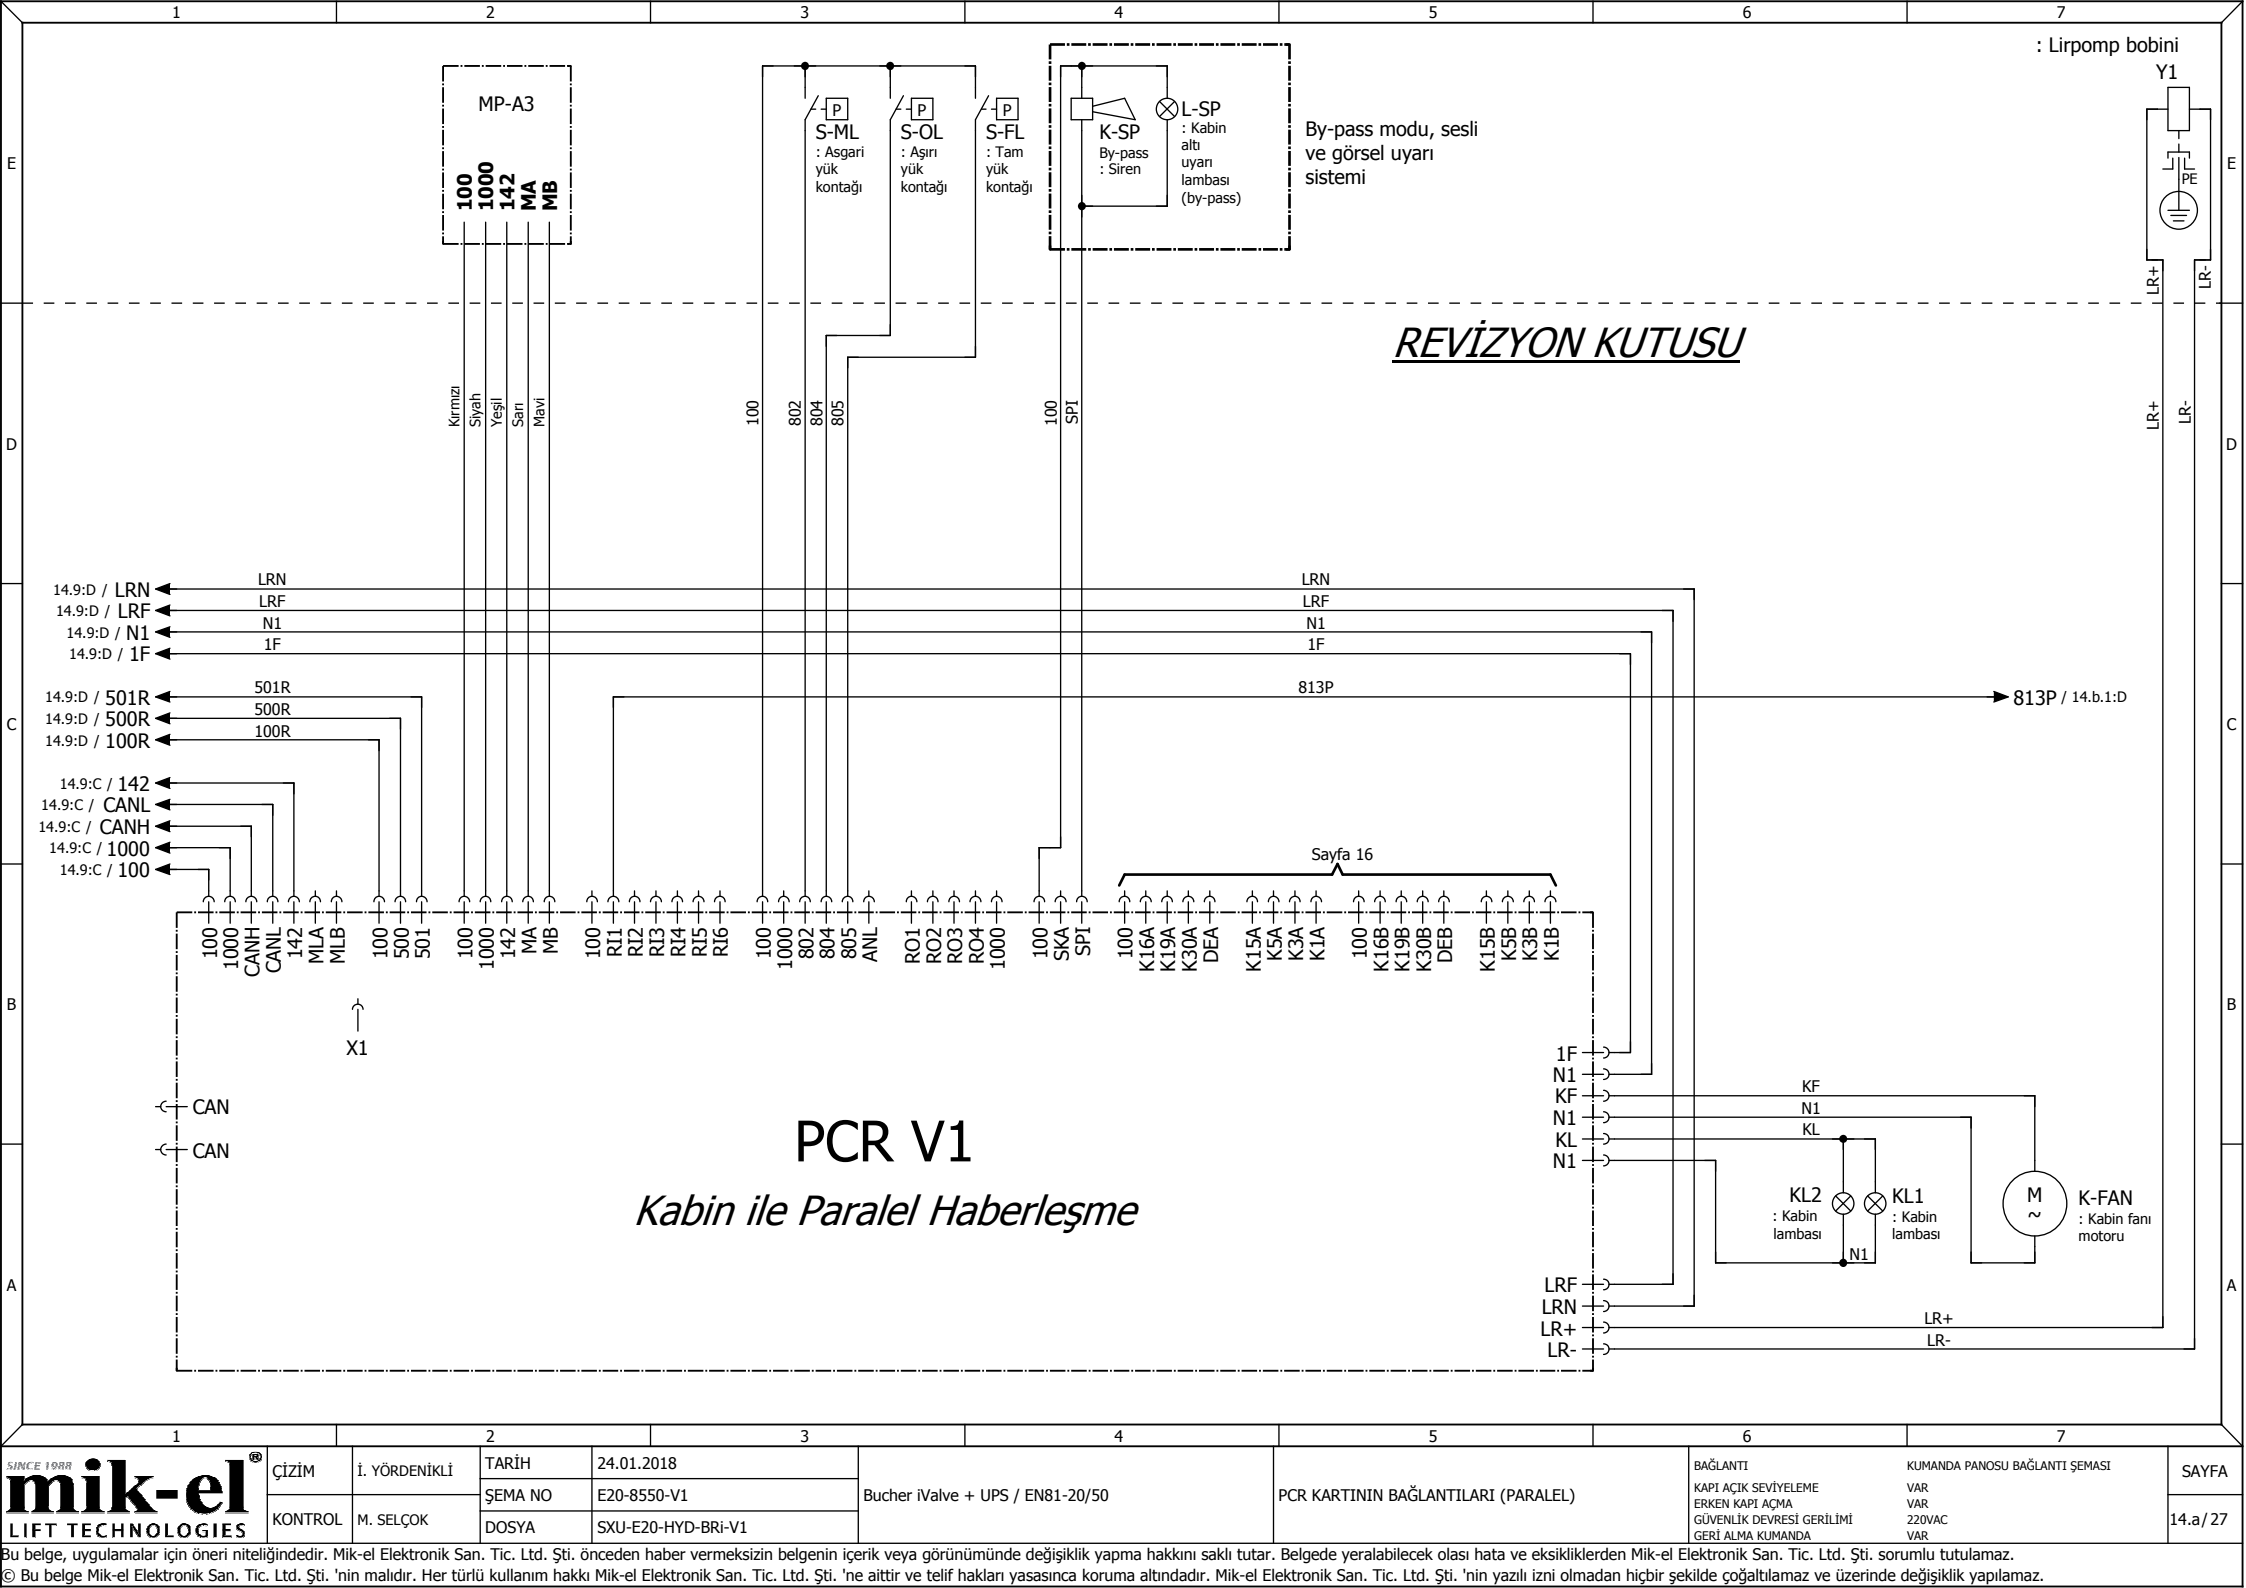 1 2 3 4 5 6 7
E
D
C
B
A
E
D
C
B
A
MP-A3
100
1000
142
MA
MB
S-ML
: Asgari
yük
kontağı
P
S-OL
: Aşırı
yük
kontağı
P
S-FL
: Tam
yük
kontağı
P
K-SP
By-pass
: Siren
L-SP
: Kabin
altı
uyarı
lambası
(by-pass)
By-pass modu, sesli
ve görsel uyarı
sistemi
: Lirpomp bobini
Y1
PE
LR+
LR-
REVİZYON KUTUSU
Kırmızı
Siyah
Yeşil
Sarı
Mavi
100
802
804
805
100
SPI
LR+
LR-
14.9:D / LRN LRN LRN
14.9:D / LRF LRF LRF
14.9:D / N1 N1 N1
14.9:D / 1F 1F 1F
14.9:D / 501R 501R
813P 813P / 14.b.1:D
14.9:D / 500R 500R
14.9:D / 100R 100R
14.9:C / 142
14.9:C / CANL
14.9:C / CANH
14.9:C / 1000
14.9:C / 100
Sayfa 16
100 1000 CANH CANL 142 MLA MLB
100 500 501
100 1000 142 MA MB
100 RI1 RI2 RI3 RI4 RI5 RI6
100 1000 802 804 805 ANL
RO1 RO2 RO3 RO4 1000
100 SKA SPI
100 K16A K19A K30A DEA
K15A K5A K3A K1A
100 K16B K19B K30B DEB
K15B K5B K3B K1B
X1
CAN
CAN
PCR V1
Kabin ile Paralel Haberleşme
1F
N1
KF KF
N1 N1
KL KL
N1
KL2
: Kabin
lambası
KL1
: Kabin
lambası
N1
M
~
K-FAN
: Kabin fanı
motoru
LRF
LRN
LR+ LR+
LR- LR-
1 2 3 4 5 6 7
SINCE 1988
mik-el®
LIFT TECHNOLOGIES
ÇİZİM İ. YÖRDENİKLİ
KONTROL M. SELÇOK
TARİH 24.01.2018
ŞEMA NO E20-8550-V1
DOSYA SXU-E20-HYD-BRi-V1
Bucher iValve + UPS / EN81-20/50
PCR KARTININ BAĞLANTILARI (PARALEL)
BAĞLANTI KUMANDA PANOSU BAĞLANTI ŞEMASI
KAPI AÇIK SEVİYELEME VAR
ERKEN KAPI AÇMA VAR
GÜVENLİK DEVRESİ GERİLİMİ 220VAC
GERİ ALMA KUMANDA VAR
SAYFA
14.a/27
Bu belge, uygulamalar için öneri niteliğindedir. Mik-el Elektronik San. Tic. Ltd. Şti. önceden haber vermeksizin belgenin içerik veya görünümünde değişiklik yapma hakkını saklı tutar. Belgede yeralabilecek olası hata ve eksikliklerden Mik-el Elektronik San. Tic. Ltd. Şti. sorumlu tutulamaz.
© Bu belge Mik-el Elektronik San. Tic. Ltd. Şti. 'nin malıdır. Her türlü kullanım hakkı Mik-el Elektronik San. Tic. Ltd. Şti. 'ne aittir ve telif hakları yasasınca koruma altındadır. Mik-el Elektronik San. Tic. Ltd. Şti. 'nin yazılı izni olmadan hiçbir şekilde çoğaltılamaz ve üzerinde değişiklik yapılamaz.